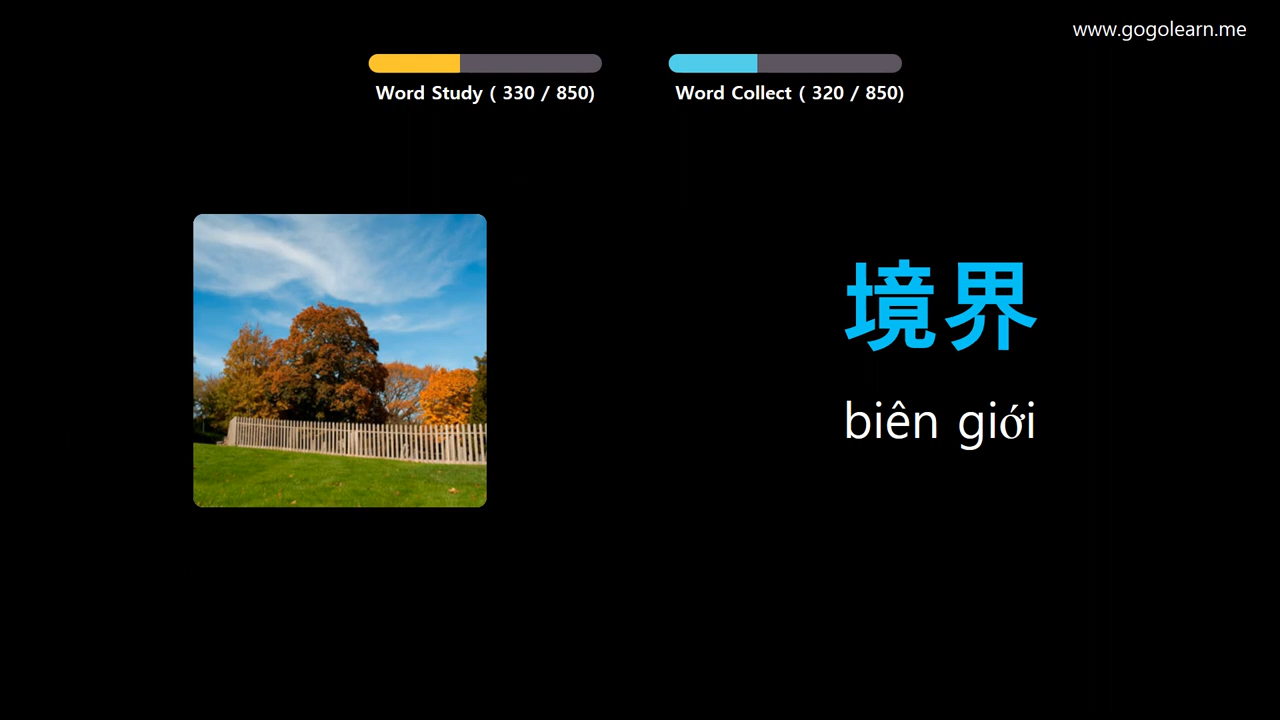 www.gogolearn.me
Word Study ( 330 / 850)
Word Collect ( 320 / 850)
境界
biên giới